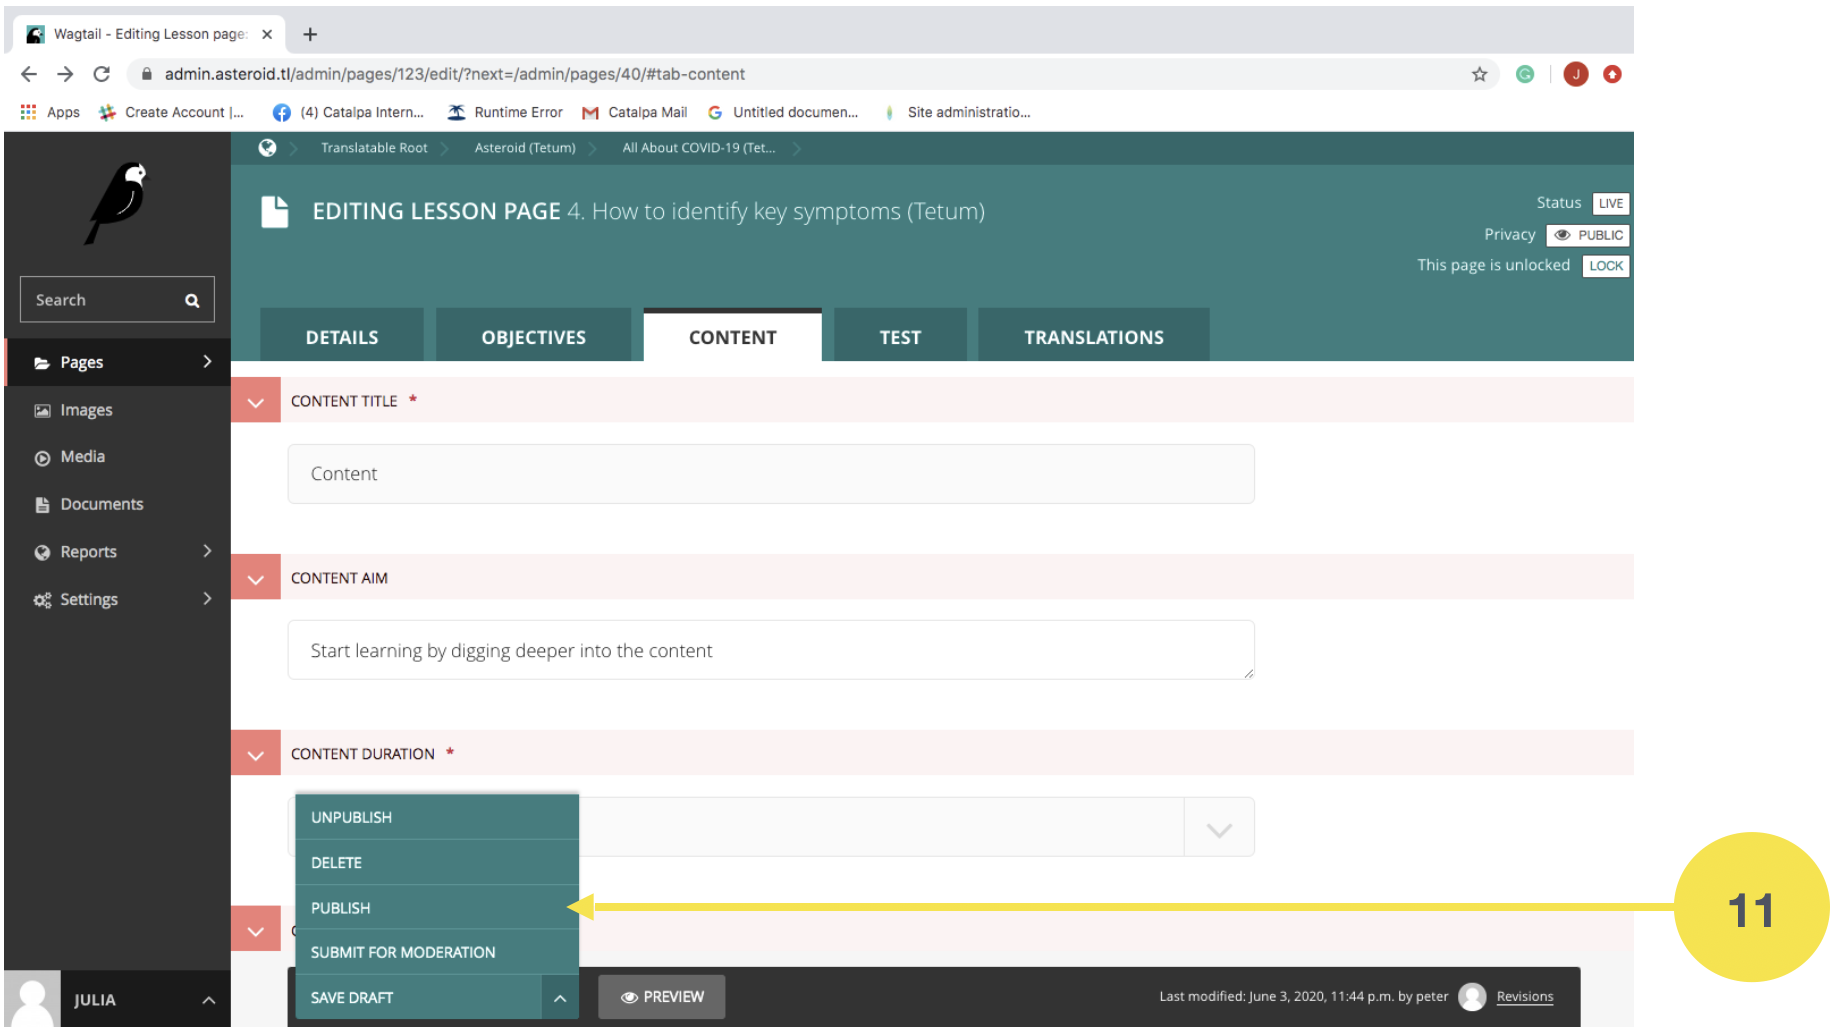 Wagtail - Editing Lesson page:
admin.asteroid.tl/admin/pages/123/edit/?next=/admin/pages/40/#tab-content
J
Apps
Create Account |...
(4) Catalpa Intern...
Runtime Error
Catalpa Mail
Untitled documen...
Site administratio...
Translatable Root
Asteroid (Tetum)
All About COVID-19 (Tet...
EDITING LESSON PAGE 4. How to identify key symptoms (Tetum)
Status LIVE
Privacy PUBLIC
This page is unlocked LOCK
Search
Pages
Images
Media
Documents
Reports
Settings
DETAILS
OBJECTIVES
CONTENT
TEST
TRANSLATIONS
CONTENT TITLE *
Content
CONTENT AIM
Start learning by digging deeper into the content
CONTENT DURATION *
UNPUBLISH
DELETE
PUBLISH
11
SUBMIT FOR MODERATION
SAVE DRAFT
PREVIEW
Last modified: June 3, 2020, 11:44 p.m. by peter
Revisions
JULIA